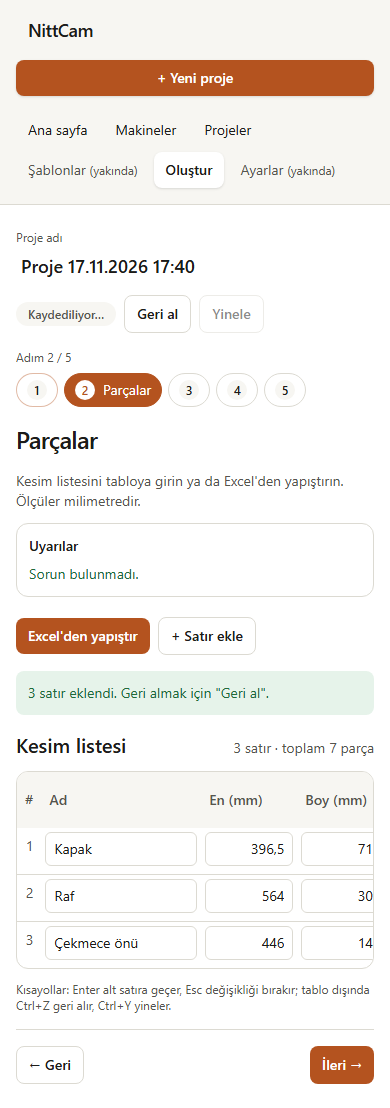 NittCam
+ Yeni proje
Ana sayfa Makineler Projeler
Şablonlar (yakında) Oluştur Ayarlar (yakında)
Proje adı
Proje 17.11.2026 17:40
Kaydediliyor... Geri al Yinele
Adım 2 / 5
1 2 Parçalar 3 4 5
Parçalar
Kesim listesini tabloya girin ya da Excel'den yapıştırın.
Ölçüler milimetredir.
Uyarılar
Sorun bulunmadı.
Excel'den yapıştır + Satır ekle
3 satır eklendi. Geri almak için "Geri al".
Kesim listesi 3 satır · toplam 7 parça
# Ad En (mm) Boy (mm)
1 Kapak 396,5 71
2 Raf 564 30
3 Çekmece önü 446 14
Kısayollar: Enter alt satıra geçer, Esc değişikliği bırakır; tablo dışında
Ctrl+Z geri alır, Ctrl+Y yineler.
← Geri İleri →